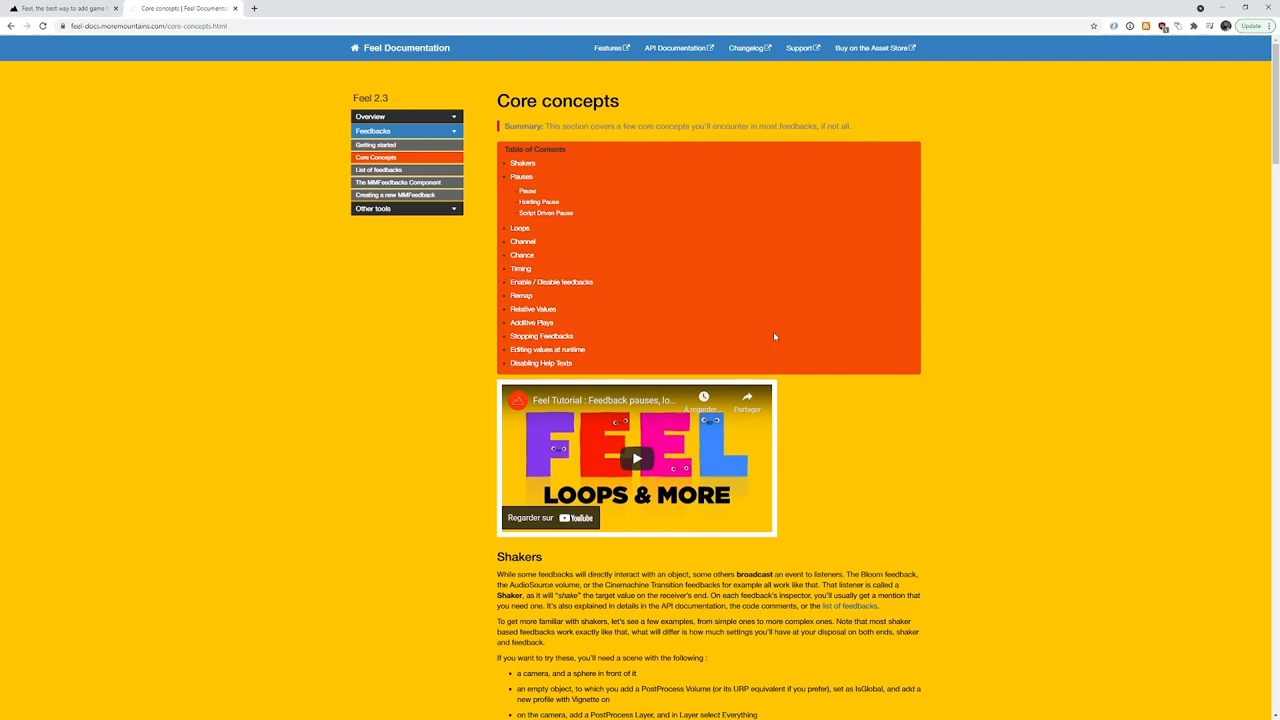 Feel, the best way to add game f
Core concepts | Feel Documenta
feel-docs.moremountains.com/core-concepts.html
Update
Feel Documentation
Features
API Documentation
Changelog
Support
Buy on the Asset Store
Feel 2.3
Overview
Feedbacks
Getting started
Core Concepts
List of feedbacks
The MMFeedbacks Component
Creating a new MMFeedback
Other tools
Core concepts
Summary: This section covers a few core concepts you'll encounter in most feedbacks, if not all.
Table of Contents
Shakers
Pauses
Pause
Holding Pause
Script Driven Pause
Loops
Channel
Chance
Timing
Enable / Disable feedbacks
Remap
Relative Values
Additive Plays
Stopping Feedbacks
Editing values at runtime
Disabling Help Texts
Feel Tutorial : Feedback pauses, lo...
À regarder ...
Partager
FEEL
LOOPS & MORE
Regarder sur YouTube
Shakers
While some feedbacks will directly interact with an object, some others broadcast an event to listeners. The Bloom feedback,
the AudioSource volume, or the Cinemachine Transition feedbacks for example all work like that. That listener is called a
Shaker, as it will "shake" the target value on the receiver's end. On each feedback's inspector, you'll usually get a mention that
you need one. It's also explained in details in the API documentation, the code comments, or the list of feedbacks.
To get more familiar with shakers, let's see a few examples, from simple ones to more complex ones. Note that most shaker
based feedbacks work exactly like that, what will differ is how much settings you'll have at your disposal on both ends, shaker
and feedback.
If you want to try these, you'll need a scene with the following :
a camera, and a sphere in front of it
an empty object, to which you add a PostProcess Volume (or its URP equivalent if you prefer), set as IsGlobal, and add a
new profile with Vignette on
on the camera, add a PostProcess Layer, and in Layer select Everything